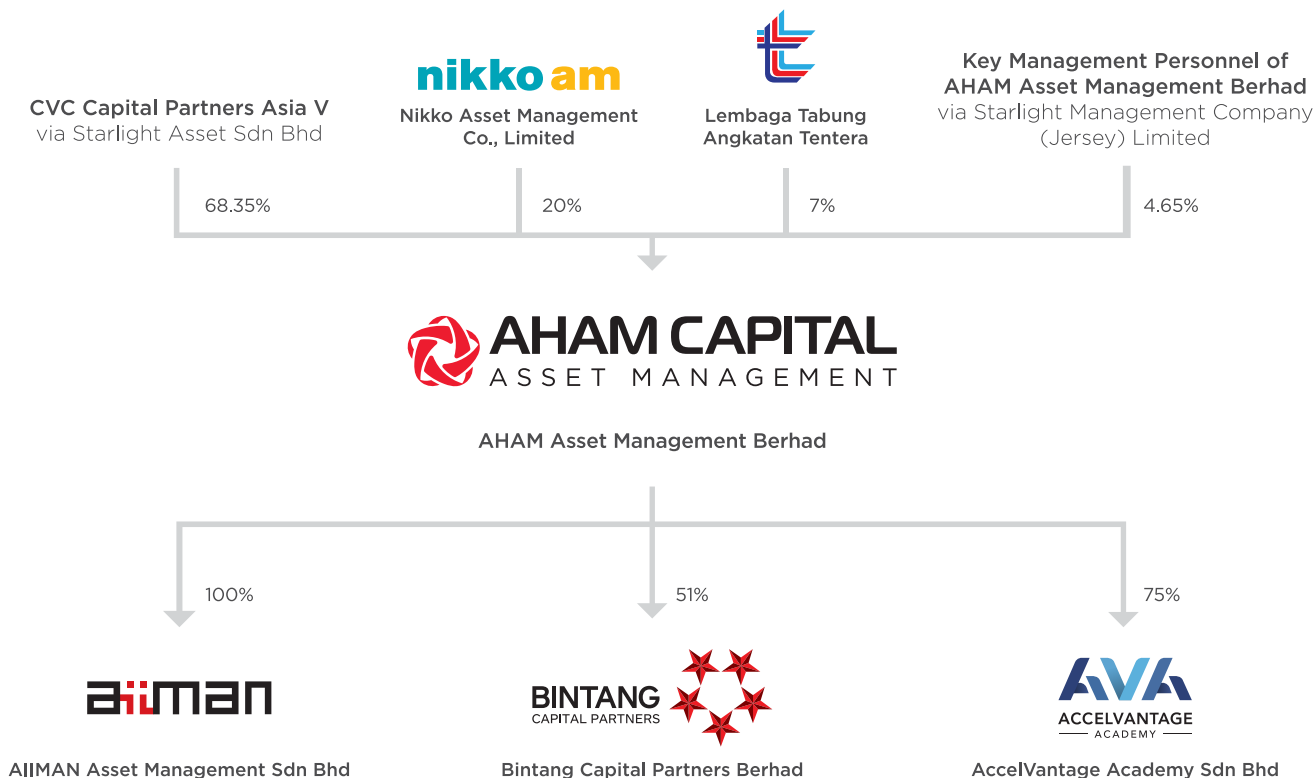 CVC Capital Partners Asia V
via Starlight Asset Sdn Bhd
nikko am
Nikko Asset Management
Co., Limited
Lembaga Tabung
Angkatan Tentera
Key Management Personnel of
AHAM Asset Management Berhad
via Starlight Management Company
(Jersey) Limited
68.35%
20%
7%
4.65%
AHAM CAPITAL
ASSET MANAGEMENT
AHAM Asset Management Berhad
100%
51%
75%
aiiman
AIIMAN Asset Management Sdn Bhd
BINTANG
CAPITAL PARTNERS
Bintang Capital Partners Berhad
AVA
ACCELVANTAGE
ACADEMY
AccelVantage Academy Sdn Bhd